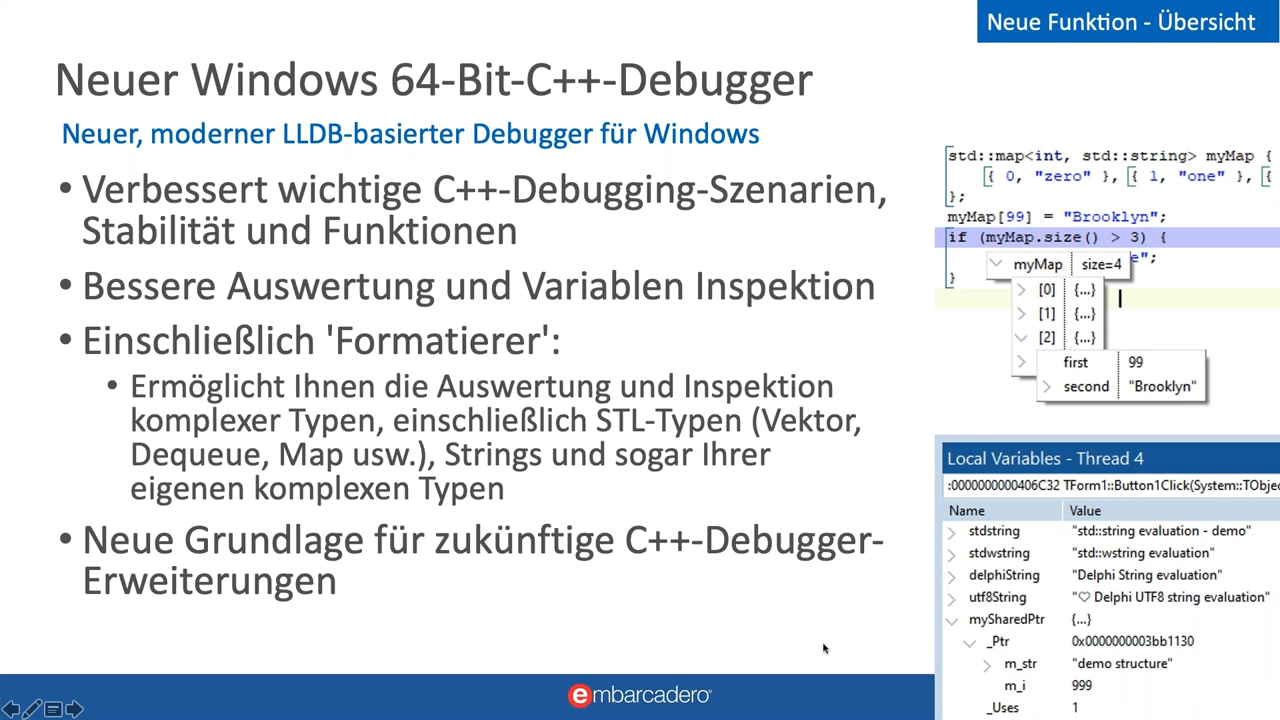 Neue Funktion - Übersicht
Neuer Windows 64-Bit-C++-Debugger
Neuer, moderner LLDB-basierter Debugger für Windows
• Verbessert wichtige C++-Debugging-Szenarien,
Stabilität und Funktionen
• Bessere Auswertung und Variablen Inspektion
• Einschließlich 'Formatierer':
• Ermöglicht Ihnen die Auswertung und Inspektion
komplexer Typen, einschließlich STL-Typen (Vektor,
Dequeue, Map usw.), Strings und sogar Ihrer
eigenen komplexen Typen
• Neue Grundlage für zukünftige C++-Debugger-
Erweiterungen
std::map<int, std::string> myMap {
{ 0, "zero" }, { 1, "one" }, {
};
myMap[99] = "Brooklyn";
if (myMap.size() > 3) {
e";
}
myMap size=4
[0] {...}
[1] {...}
[2] {...}
first 99
second "Brooklyn"
Local Variables - Thread 4
:0000000000406C32 TForm1::Button1Click(System::TObje
Name Value
stdstring "std::string evaluation - demo"
stdwstring "std::wstring evaluation"
delphiString "Delphi String evaluation"
utf8String "♡ Delphi UTF8 string evaluation"
mySharedPtr {...}
_Ptr 0x0000000003bb1130
m_str "demo structure"
m_i 999
_Uses 1
embarcadero